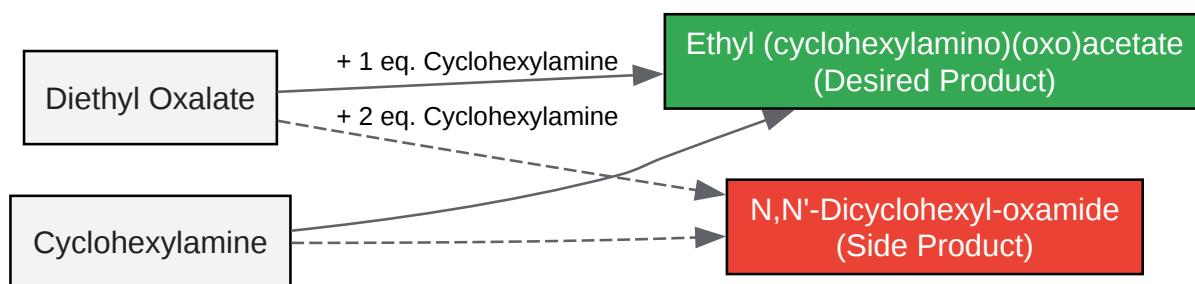 Diethyl Oxalate
+ 1 eq. Cyclohexylamine
Ethyl (cyclohexylamino)(oxo)acetate
(Desired Product)
+ 2 eq. Cyclohexylamine
Cyclohexylamine
N,N'-Dicyclohexyl-oxamide
(Side Product)